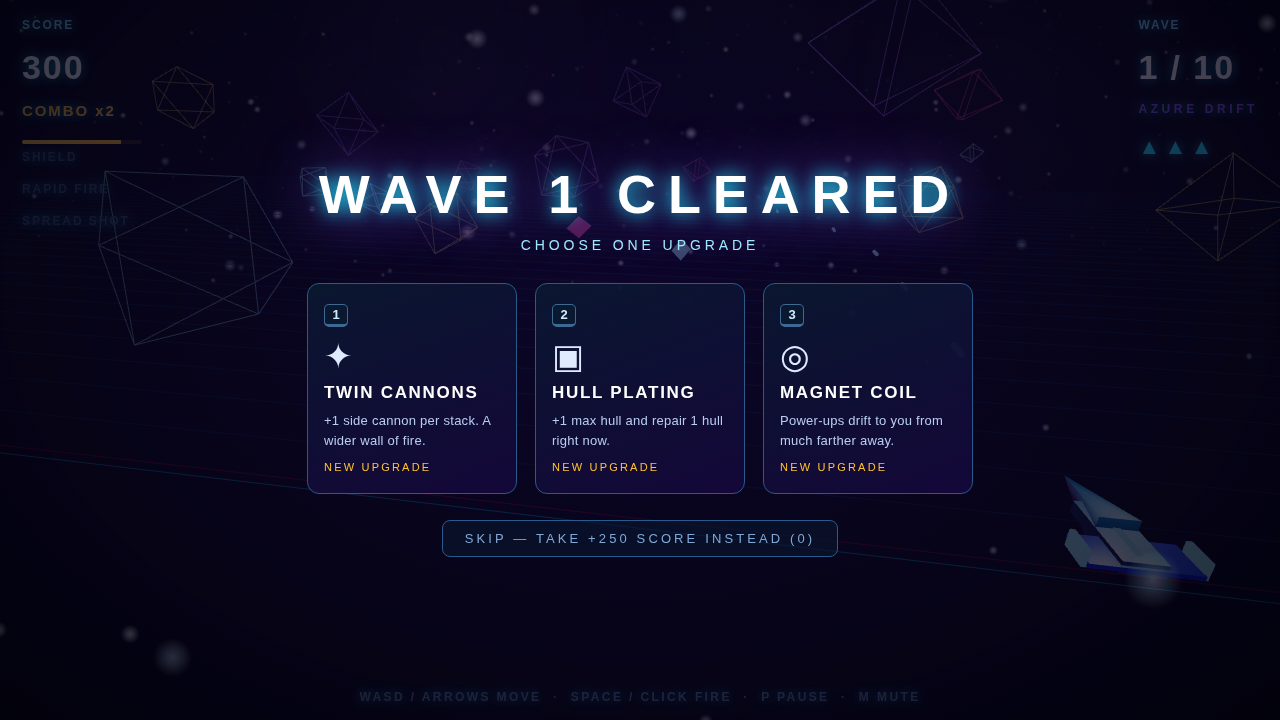 SCORE
300
COMBO x2
SHIELD
RAPID FIRE
SPREAD SHOT
WAVE
1 / 10
AZURE DRIFT
WAVE 1 CLEARED
CHOOSE ONE UPGRADE
1
TWIN CANNONS
+1 side cannon per stack. A
wider wall of fire.
NEW UPGRADE
2
HULL PLATING
+1 max hull and repair 1 hull
right now.
NEW UPGRADE
3
MAGNET COIL
Power-ups drift to you from
much farther away.
NEW UPGRADE
SKIP — TAKE +250 SCORE INSTEAD (0)
WASD / ARROWS MOVE · SPACE / CLICK FIRE · P PAUSE · M MUTE